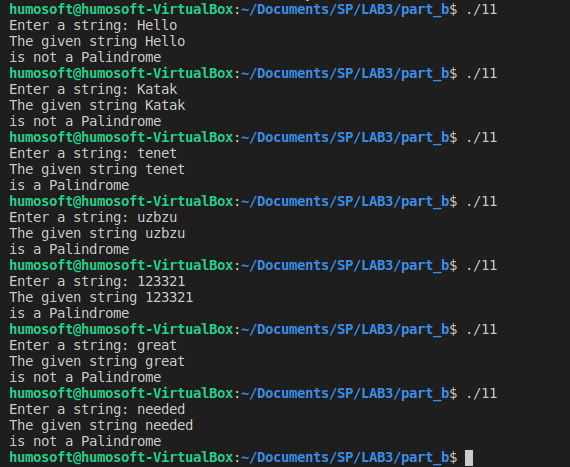 humosoft@humosoft-VirtualBox:~/Documents/SP/LAB3/part_b$ ./11
Enter a string: Hello
The given string Hello
is not a Palindrome
humosoft@humosoft-VirtualBox:~/Documents/SP/LAB3/part_b$ ./11
Enter a string: Katak
The given string Katak
is not a Palindrome
humosoft@humosoft-VirtualBox:~/Documents/SP/LAB3/part_b$ ./11
Enter a string: tenet
The given string tenet
is a Palindrome
humosoft@humosoft-VirtualBox:~/Documents/SP/LAB3/part_b$ ./11
Enter a string: uzbzu
The given string uzbzu
is a Palindrome
humosoft@humosoft-VirtualBox:~/Documents/SP/LAB3/part_b$ ./11
Enter a string: 123321
The given string 123321
is a Palindrome
humosoft@humosoft-VirtualBox:~/Documents/SP/LAB3/part_b$ ./11
Enter a string: great
The given string great
is not a Palindrome
humosoft@humosoft-VirtualBox:~/Documents/SP/LAB3/part_b$ ./11
Enter a string: needed
The given string needed
is not a Palindrome
humosoft@humosoft-VirtualBox:~/Documents/SP/LAB3/part_b$